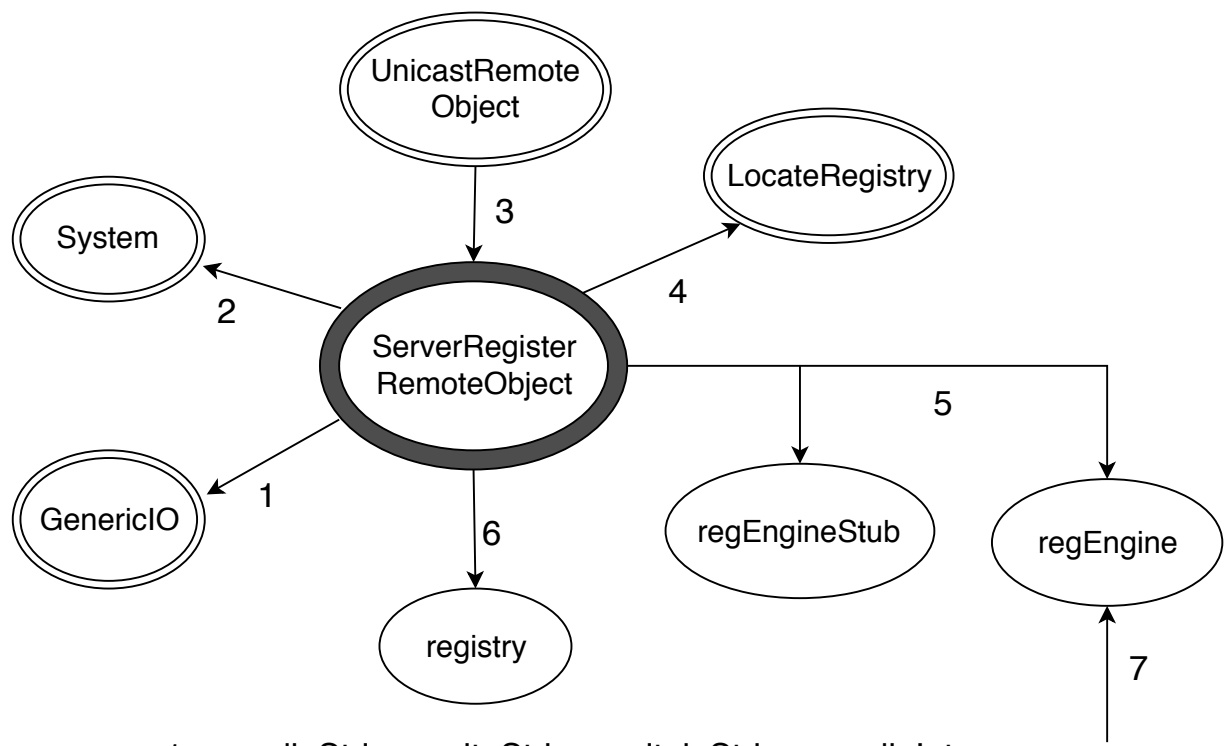 UnicastRemote
Object
LocateRegistry
System
3
2
4
ServerRegister
RemoteObject
5
GenericIO
1
6
regEngineStub
regEngine
registry
7